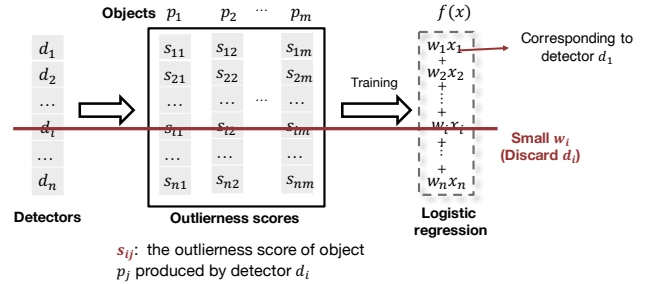 Objects p₁ p₂ ⋯ pₘ f(x)
d₁ s₁₁ s₁₂ s₁ₘ w₁x₁ Corresponding to
+ detector d₁
d₂ s₂₁ s₂₂ s₂ₘ w₂x₂
... ... ... ⋯ ... Training + ⋮ +
dᵢ sᵢ₁ sᵢ₂ sᵢₘ wᵢxᵢ
Small wᵢ
... ... ... ... + ⋮ + (Discard dᵢ)
dₙ sₙ₁ sₙ₂ sₙₘ wₙxₙ
Detectors Outlierness scores Logistic
regression
sᵢⱼ: the outlierness score of object
pⱼ produced by detector dᵢ